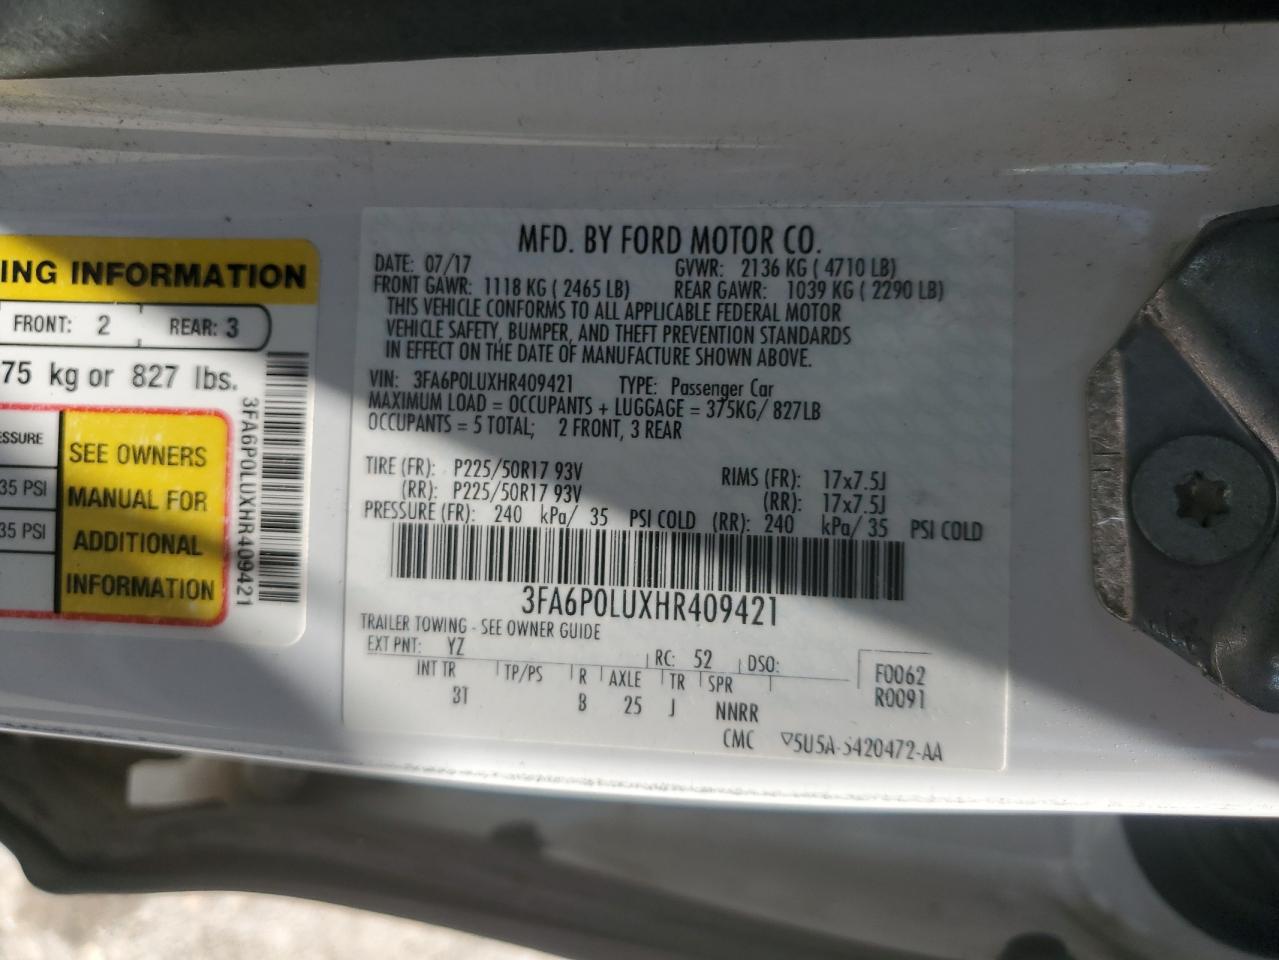 ING INFORMATION
FRONT: 2 REAR: 3
75 kg or 827 lbs.
SSURE
35 PSI
35 PSI
SEE OWNERS
MANUAL FOR
ADDITIONAL
INFORMATION
3FA6P0LUXHR409421
MFD. BY FORD MOTOR CO.
DATE: 07/17 GVWR: 2136 KG ( 4710 LB)
FRONT GAWR: 1118 KG ( 2465 LB) REAR GAWR: 1039 KG ( 2290 LB)
THIS VEHICLE CONFORMS TO ALL APPLICABLE FEDERAL MOTOR
VEHICLE SAFETY, BUMPER, AND THEFT PREVENTION STANDARDS
IN EFFECT ON THE DATE OF MANUFACTURE SHOWN ABOVE.
VIN: 3FA6P0LUXHR409421 TYPE: Passenger Car
MAXIMUM LOAD = OCCUPANTS + LUGGAGE = 375KG/ 827LB
OCCUPANTS = 5 TOTAL; 2 FRONT, 3 REAR
TIRE (FR): P225/50R17 93V RIMS (FR): 17x7.5J
(RR): P225/50R17 93V (RR): 17x7.5J
PRESSURE (FR): 240 kPa/ 35 PSI COLD (RR): 240 kPa/ 35 PSI COLD
3FA6P0LUXHR409421
TRAILER TOWING - SEE OWNER GUIDE
EXT PNT: YZ RC: 52 DSO: F0062
INT TR TP/PS R AXLE TR SPR R0091
3T B 25 J NNRR
CMC ▽5U5A-5420472-AA